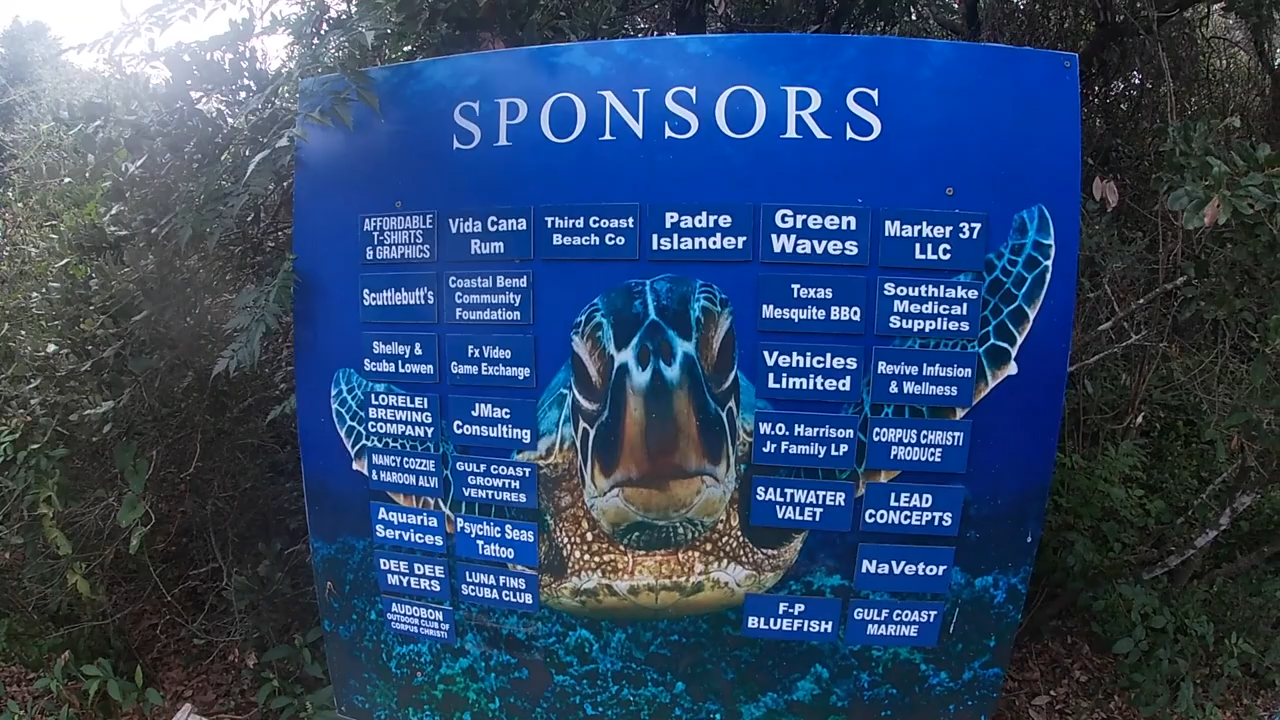 SPONSORS
AFFORDABLE
T-SHIRTS
& GRAPHICS
Vida Cana
Rum
Third Coast
Beach Co
Padre
Islander
Green
Waves
Marker 37
LLC
Scuttlebutt's
Coastal Bend
Community
Foundation
Texas
Mesquite BBQ
Southlake
Medical
Supplies
Shelley &
Scuba Lowen
Fx Video
Game Exchange
Vehicles
Limited
Revive Infusion
& Wellness
LORELEI
BREWING
COMPANY
JMac
Consulting
W.O. Harrison
Jr Family LP
CORPUS CHRISTI
PRODUCE
NANCY COZZIE
& HAROON ALVI
GULF COAST
GROWTH
VENTURES
SALTWATER
VALET
LEAD
CONCEPTS
Aquaria
Services
Psychic Seas
Tattoo
NaVetor
DEE DEE
MYERS
LUNA FINS
SCUBA CLUB
F-P
BLUEFISH
GULF COAST
MARINE
AUDOBON
OUTDOOR CLUB OF
CORPUS CHRISTI